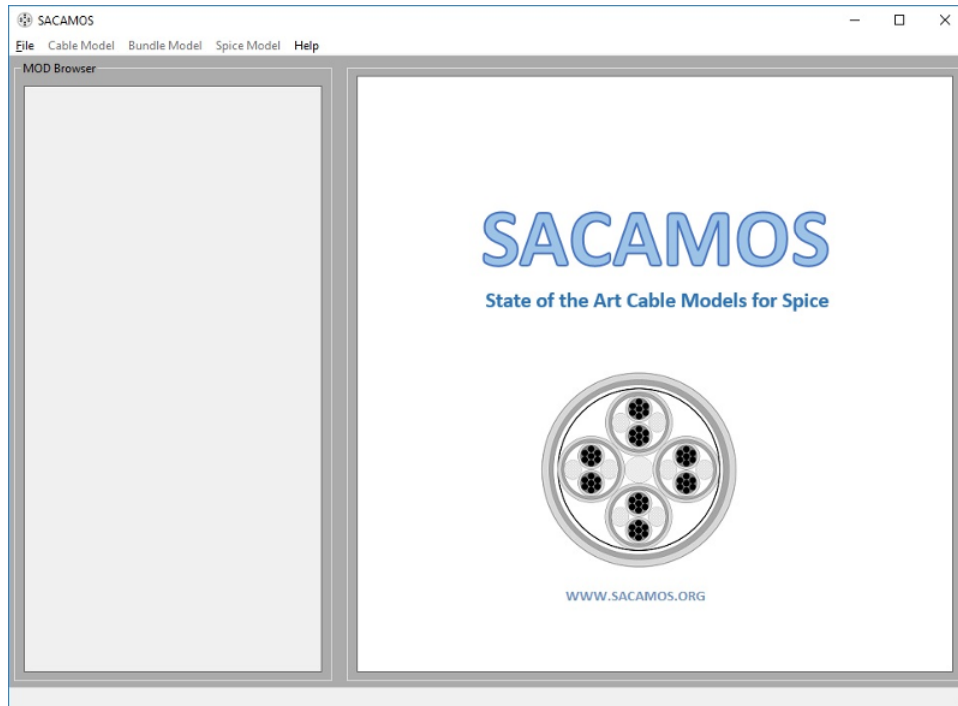 SACAMOS
File Cable Model Bundle Model Spice Model Help
MOD Browser
SACAMOS
State of the Art Cable Models for Spice
WWW.SACAMOS.ORG